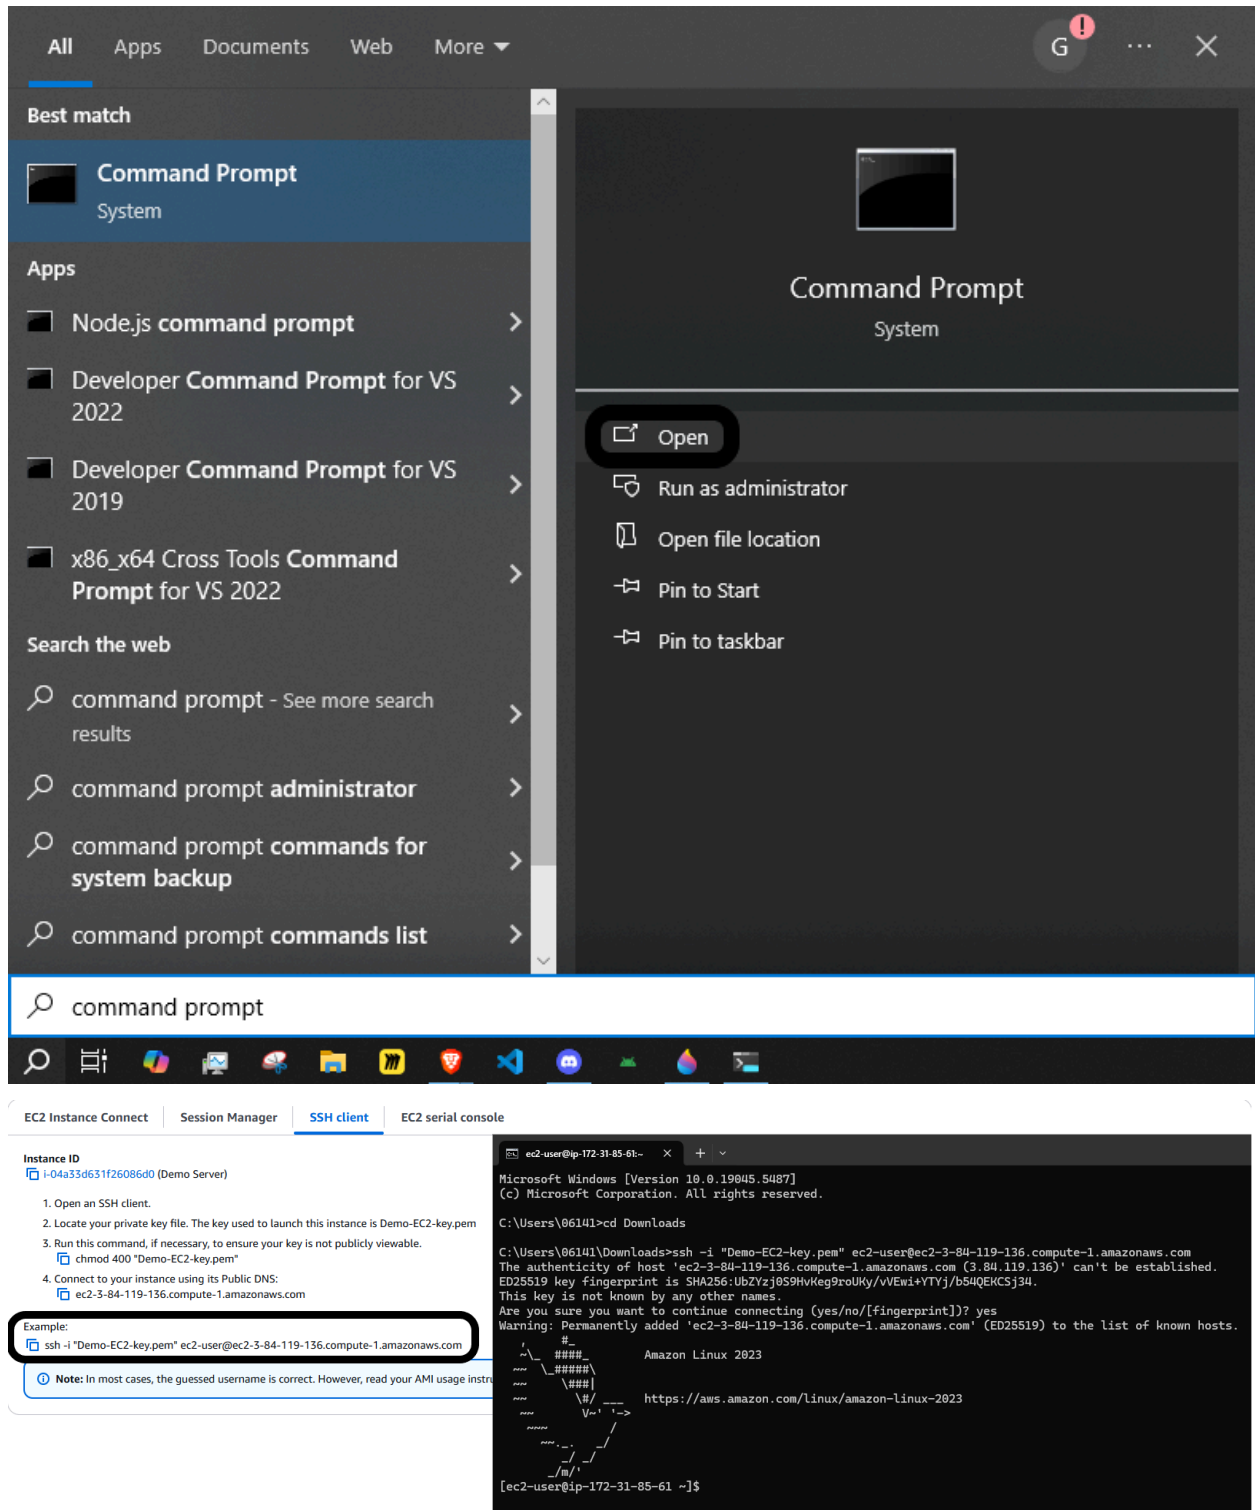 All Apps Documents Web More G
Best match
Command Prompt
System
Apps
Node.js command prompt
Developer Command Prompt for VS
2022
Developer Command Prompt for VS
2019
x86_x64 Cross Tools Command
Prompt for VS 2022
Search the web
command prompt - See more search
results
command prompt administrator
command prompt commands for
system backup
command prompt commands list
Command Prompt
System
Open
Run as administrator
Open file location
Pin to Start
Pin to taskbar
command prompt
EC2 Instance Connect Session Manager SSH client EC2 serial console
Instance ID
i-04a33d631f26086d0 (Demo Server)
1. Open an SSH client.
2. Locate your private key file. The key used to launch this instance is Demo-EC2-key.pem
3. Run this command, if necessary, to ensure your key is not publicly viewable.
chmod 400 "Demo-EC2-key.pem"
4. Connect to your instance using its Public DNS:
ec2-3-84-119-136.compute-1.amazonaws.com
Example:
ssh -i "Demo-EC2-key.pem" ec2-user@ec2-3-84-119-136.compute-1.amazonaws.com
Note: In most cases, the guessed username is correct. However, read your AMI usage instru
ec2-user@ip-172-31-85-61:~
Microsoft Windows [Version 10.0.19045.5487]
(c) Microsoft Corporation. All rights reserved.
C:\Users\06141>cd Downloads
C:\Users\06141\Downloads>ssh -i "Demo-EC2-key.pem" ec2-user@ec2-3-84-119-136.compute-1.amazonaws.com
The authenticity of host 'ec2-3-84-119-136.compute-1.amazonaws.com (3.84.119.136)' can't be established.
ED25519 key fingerprint is SHA256:UbZYzj0S9HvKeg9roUKy/vVEwi+YTYj/b54QEKCSj34.
This key is not known by any other names.
Are you sure you want to continue connecting (yes/no/[fingerprint])? yes
Warning: Permanently added 'ec2-3-84-119-136.compute-1.amazonaws.com' (ED25519) to the list of known hosts.
   ,     #_
   ~\_  ####_        Amazon Linux 2023
  ~~  \_#####\
  ~~     \###|
  ~~       \#/ ___   https://aws.amazon.com/linux/amazon-linux-2023
   ~~       V~' '->
    ~~~         /
      ~~._.   _/
         _/ _/
       _/m/'
[ec2-user@ip-172-31-85-61 ~]$